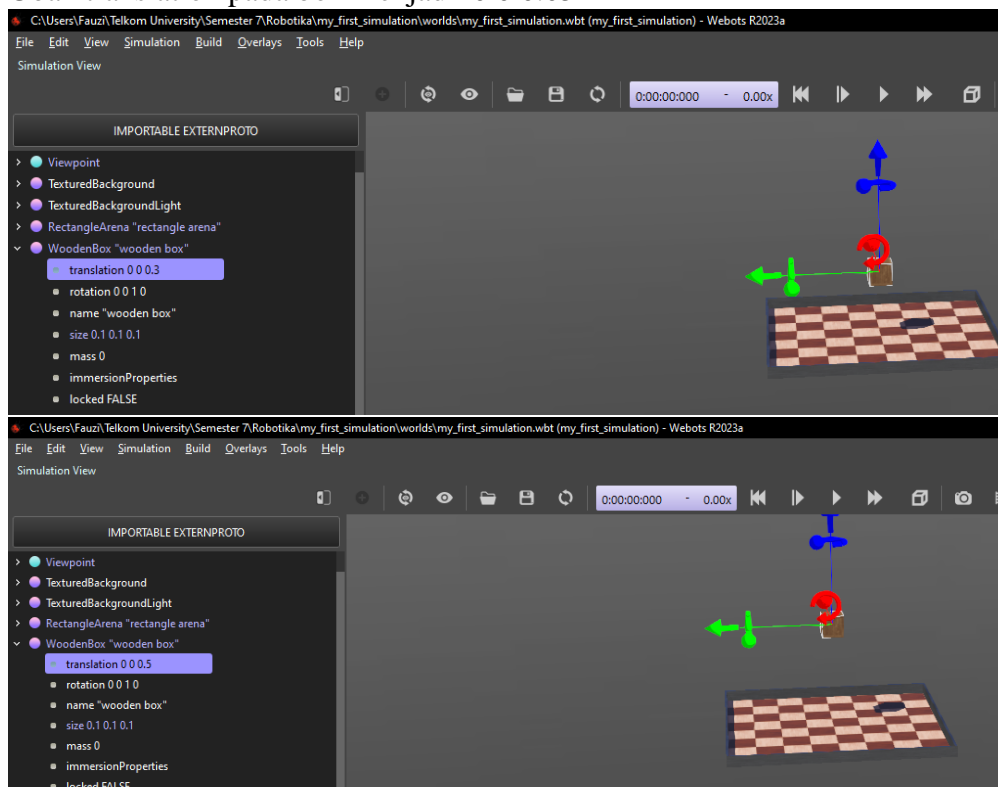 C:\Users\Fauzi\Telkom University\Semester 7\Robotika\my_first_simulation\worlds\my_first_simulation.wbt (my_first_simulation) - Webots R2023a
File Edit View Simulation Build Overlays Tools Help
Simulation View
0:00:00:000 - 0.00x
IMPORTABLE EXTERNPROTO
Viewpoint
TexturedBackground
TexturedBackgroundLight
RectangleArena "rectangle arena"
WoodenBox "wooden box"
translation 0 0 0.3
rotation 0 0 1 0
name "wooden box"
size 0.1 0.1 0.1
mass 0
immersionProperties
locked FALSE
C:\Users\Fauzi\Telkom University\Semester 7\Robotika\my_first_simulation\worlds\my_first_simulation.wbt (my_first_simulation) - Webots R2023a
File Edit View Simulation Build Overlays Tools Help
Simulation View
0:00:00:000 - 0.00x
IMPORTABLE EXTERNPROTO
Viewpoint
TexturedBackground
TexturedBackgroundLight
RectangleArena "rectangle arena"
WoodenBox "wooden box"
translation 0 0 0.5
rotation 0 0 1 0
name "wooden box"
size 0.1 0.1 0.1
mass 0
immersionProperties
locked FALSE